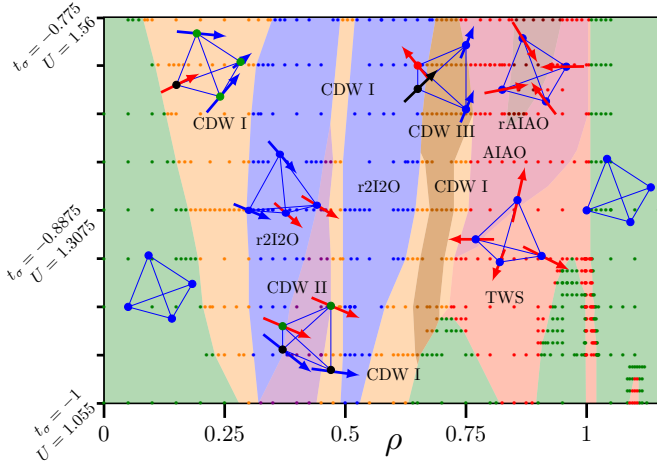 t_σ = −0.775
U = 1.56
t_σ = −0.8875
U = 1.3075
t_σ = −1
U = 1.055
CDW I
CDW I
CDW III
rAIAO
AIAO
r2I2O
CDW I
r2I2O
CDW II
TWS
CDW I
0
0.25
0.5
0.75
1
ρ